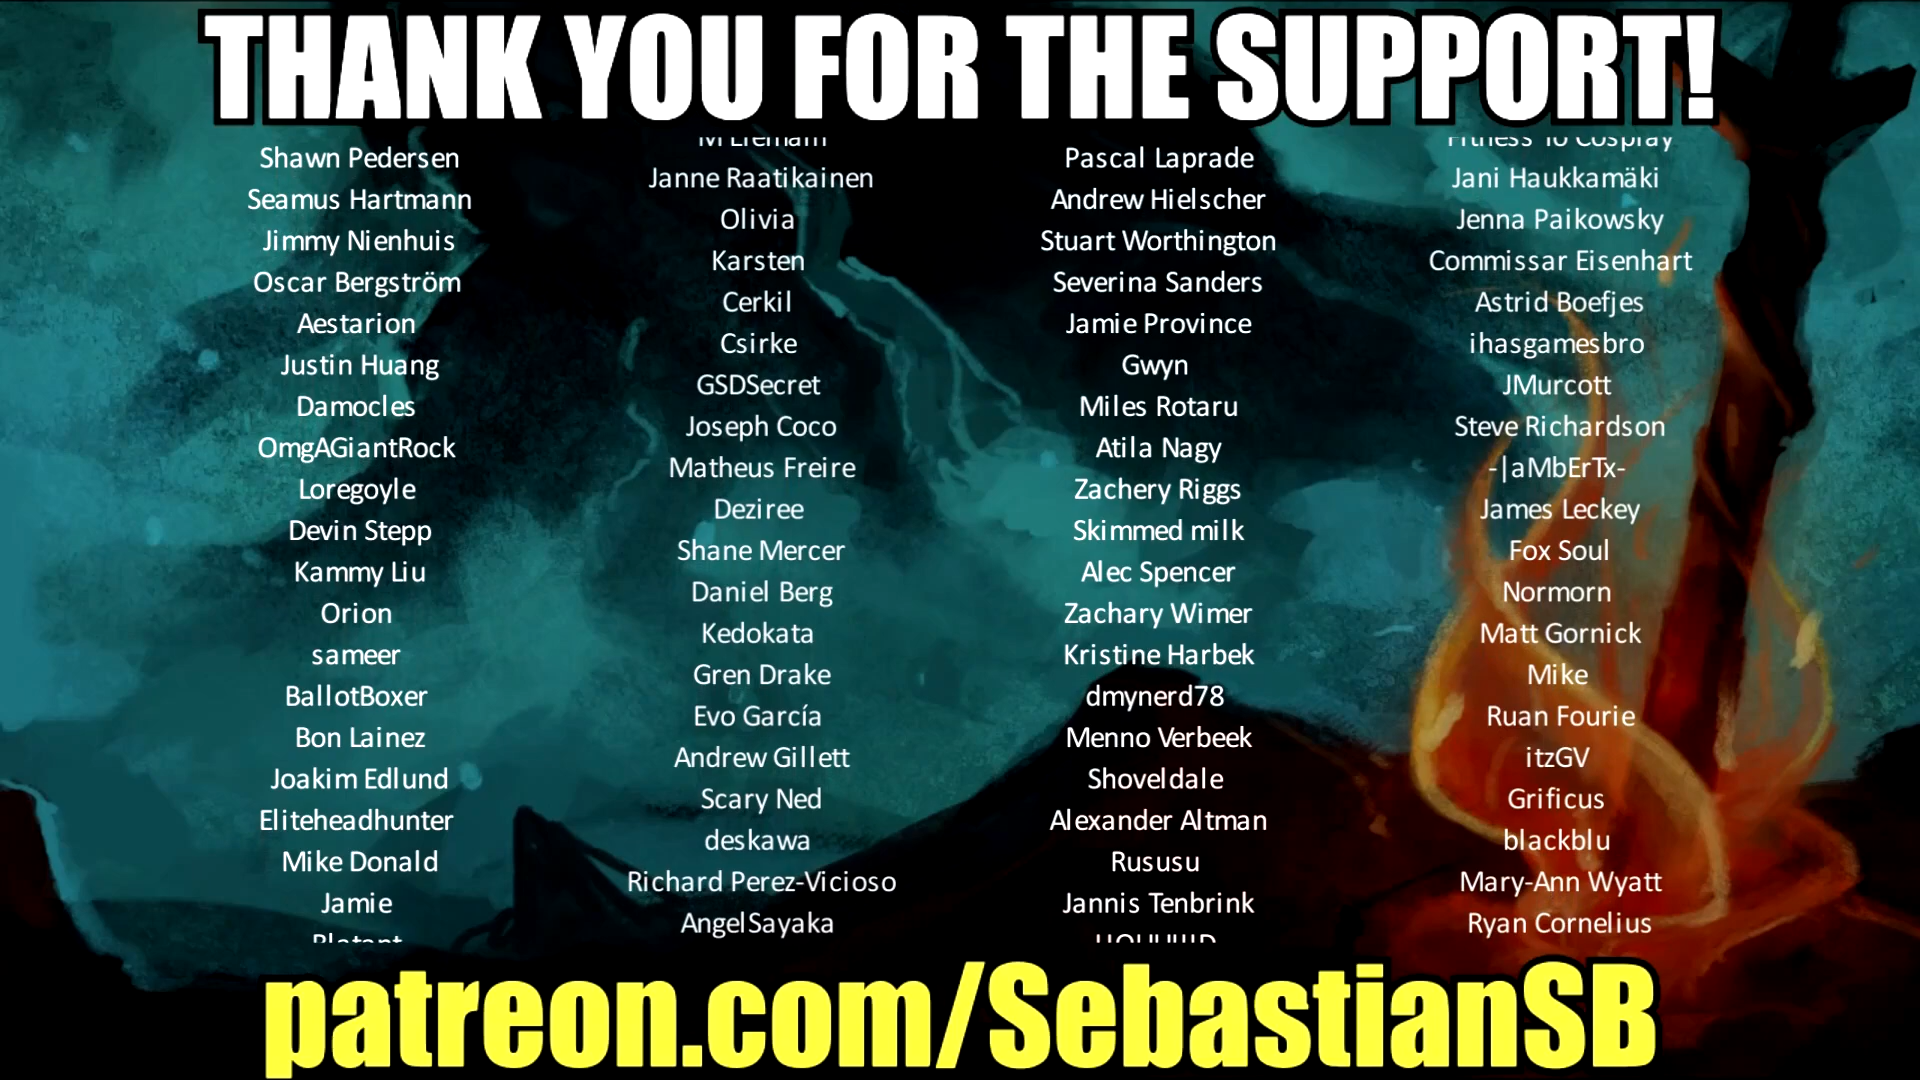 THANK YOU FOR THE SUPPORT!
Shawn Pedersen
Seamus Hartmann
Jimmy Nienhuis
Oscar Bergström
Aestarion
Justin Huang
Damocles
OmgAGiantRock
Loregoyle
Devin Stepp
Kammy Liu
Orion
sameer
BallotBoxer
Bon Lainez
Joakim Edlund
Eliteheadhunter
Mike Donald
Jamie
Janne Raatikainen
Olivia
Karsten
Cerkil
Csirke
GSDSecret
Joseph Coco
Matheus Freire
Deziree
Shane Mercer
Daniel Berg
Kedokata
Gren Drake
Evo García
Andrew Gillett
Scary Ned
deskawa
Richard Perez-Vicioso
AngelSayaka
Pascal Laprade
Andrew Hielscher
Stuart Worthington
Severina Sanders
Jamie Province
Gwyn
Miles Rotaru
Atila Nagy
Zachery Riggs
Skimmed milk
Alec Spencer
Zachary Wimer
Kristine Harbek
dmynerd78
Menno Verbeek
Shoveldale
Alexander Altman
Rususu
Jannis Tenbrink
Fitness To Cosplay
Jani Haukkamäki
Jenna Paikowsky
Commissar Eisenhart
Astrid Boefjes
ihasgamesbro
JMurcott
Steve Richardson
-|aMbErTx-
James Leckey
Fox Soul
Normorn
Matt Gornick
Mike
Ruan Fourie
itzGV
Grificus
blackblu
Mary-Ann Wyatt
Ryan Cornelius
patreon.com/SebastianSB